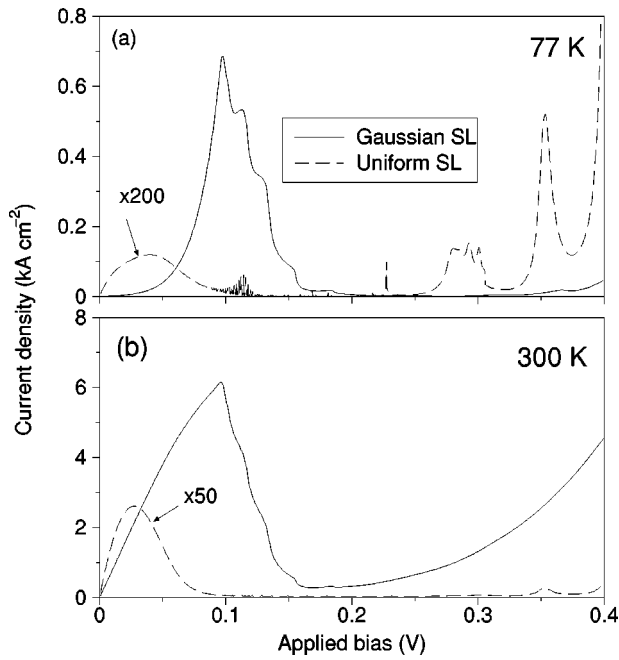 0.8
(a)
77 K
0.6
Gaussian SL
Uniform SL
0.4
x200
0.2
0
Current density (kA cm⁻²)
8
(b)
300 K
6
4
x50
2
0
0 0.1 0.2 0.3 0.4
Applied bias (V)